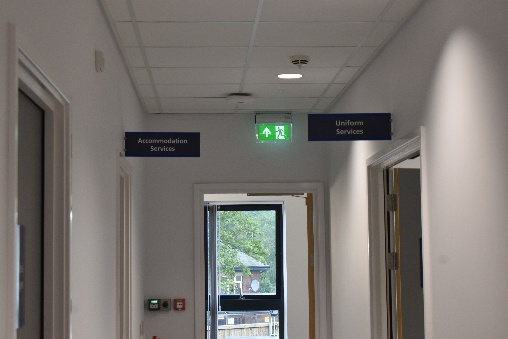 Accommodation
Services
Uniform
Services